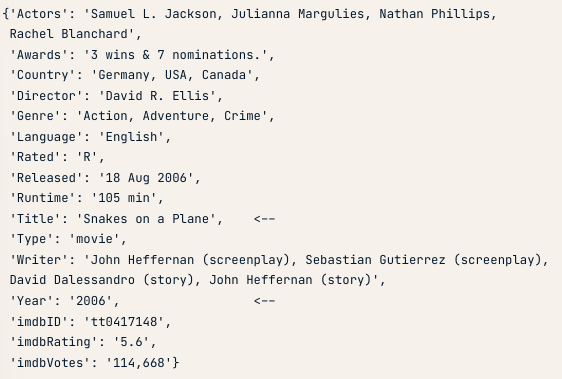 {'Actors': 'Samuel L. Jackson, Julianna Margulies, Nathan Phillips,
Rachel Blanchard',
'Awards': '3 wins & 7 nominations.',
'Country': 'Germany, USA, Canada',
'Director': 'David R. Ellis',
'Genre': 'Action, Adventure, Crime',
'Language': 'English',
'Rated': 'R',
'Released': '18 Aug 2006',
'Runtime': '105 min',
'Title': 'Snakes on a Plane',    <--
'Type': 'movie',
'Writer': 'John Heffernan (screenplay), Sebastian Gutierrez (screenplay),
David Dalessandro (story), John Heffernan (story)',
'Year': '2006',                  <--
'imdbID': 'tt0417148',
'imdbRating': '5.6',
'imdbVotes': '114,668'}